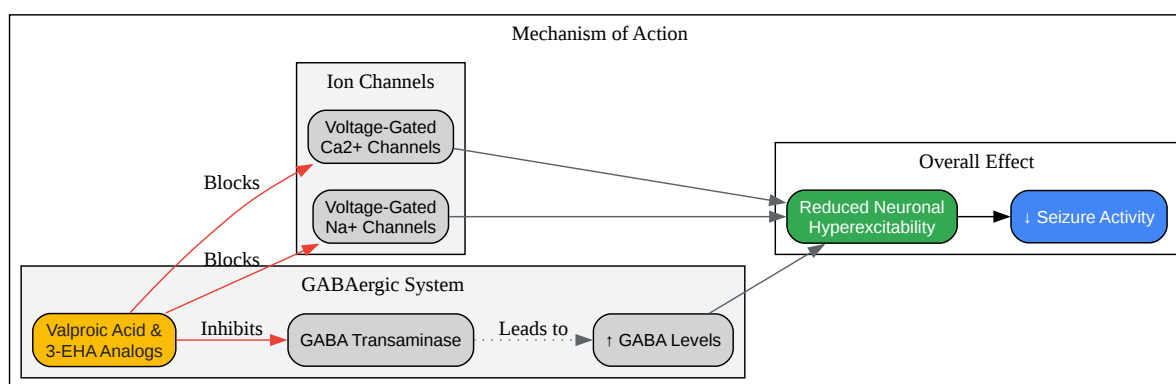 Mechanism of Action
Ion Channels
Voltage-Gated
Ca2+ Channels
Blocks
Voltage-Gated
Na+ Channels
Blocks
Overall Effect
Reduced Neuronal
Hyperexcitability
↓ Seizure Activity
GABAergic System
Valproic Acid &
3-EHA Analogs
Inhibits
GABA Transaminase
Leads to
↑ GABA Levels